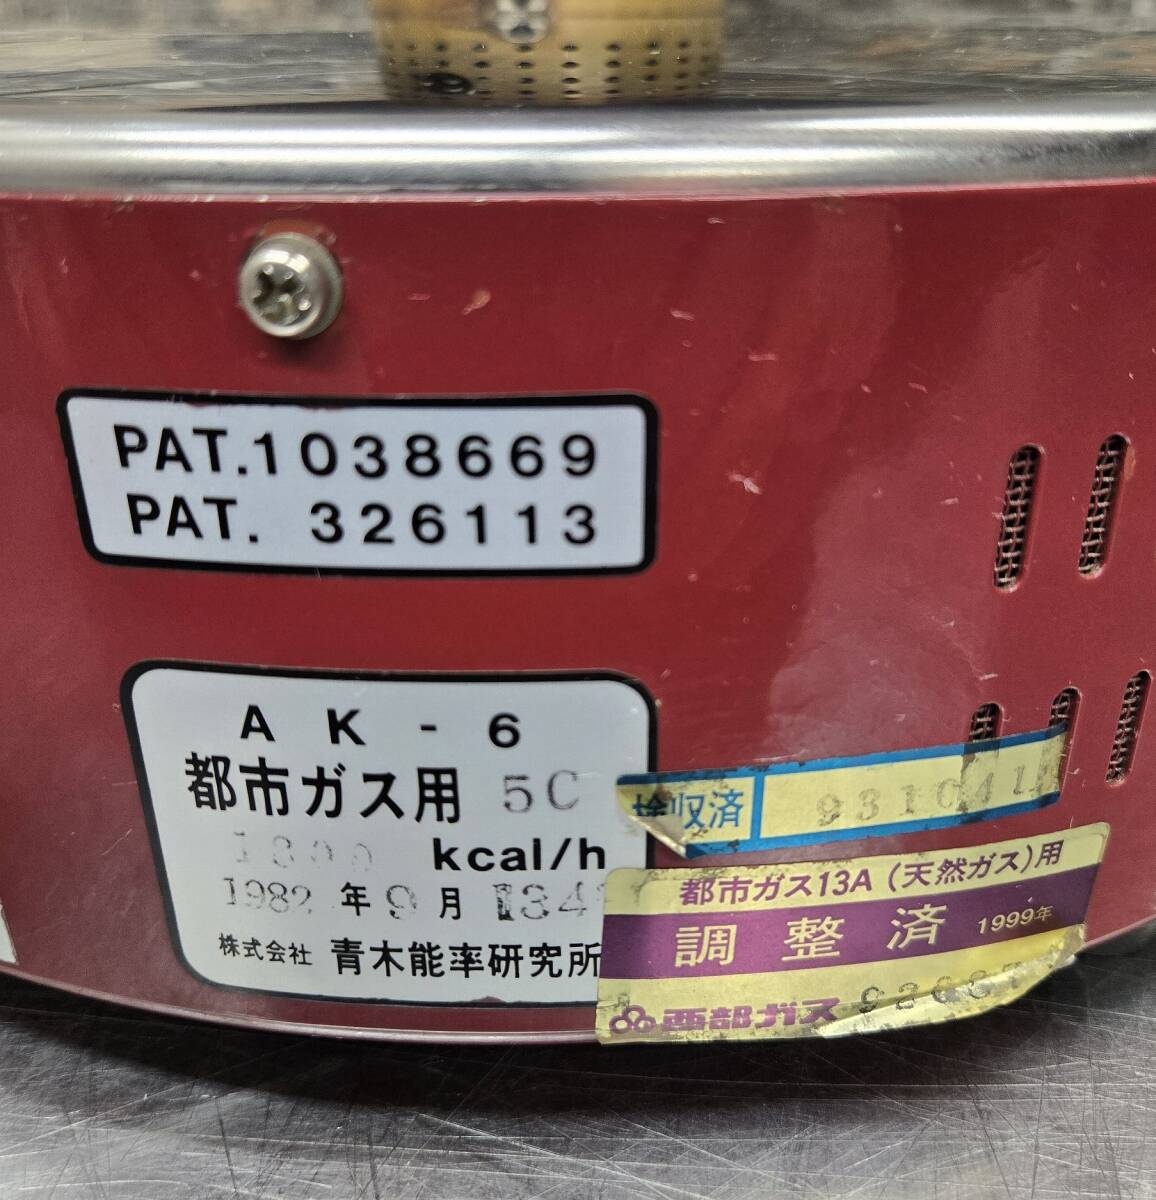 PAT.1038669
PAT. 326113
AK-6
都市ガス用 5C
kcal/h
1982 年 9 月
株式会社 青木能率研究所
検収済
都市ガス13A (天然ガス)用
調整済 1999年
西部ガス